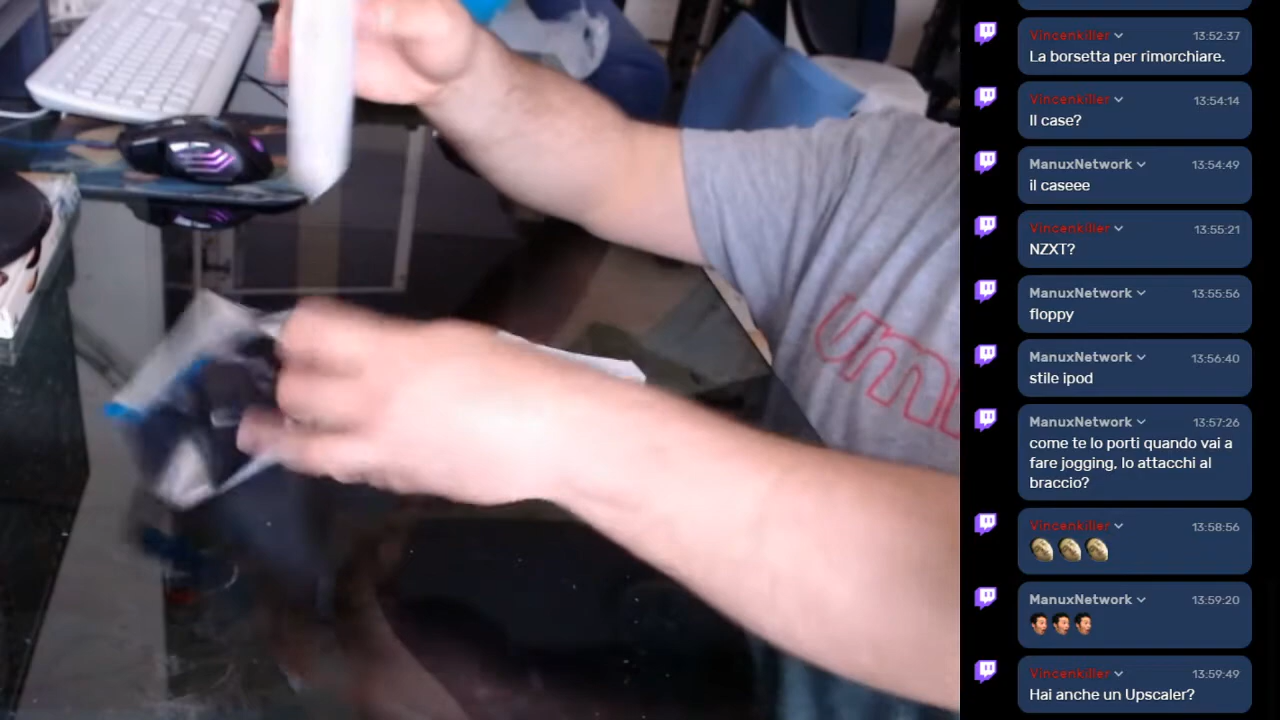 Vincenkiller 13:52:37
La borsetta per rimorchiare.
Vincenkiller 13:54:14
Il case?
ManuxNetwork 13:54:49
il caseee
Vincenkiller 13:55:21
NZXT?
ManuxNetwork 13:55:56
floppy
ManuxNetwork 13:56:40
stile ipod
ManuxNetwork 13:57:26
come te lo porti quando vai a
fare jogging, lo attacchi al
braccio?
Vincenkiller 13:58:56
ManuxNetwork 13:59:20
Vincenkiller 13:59:49
Hai anche un Upscaler?